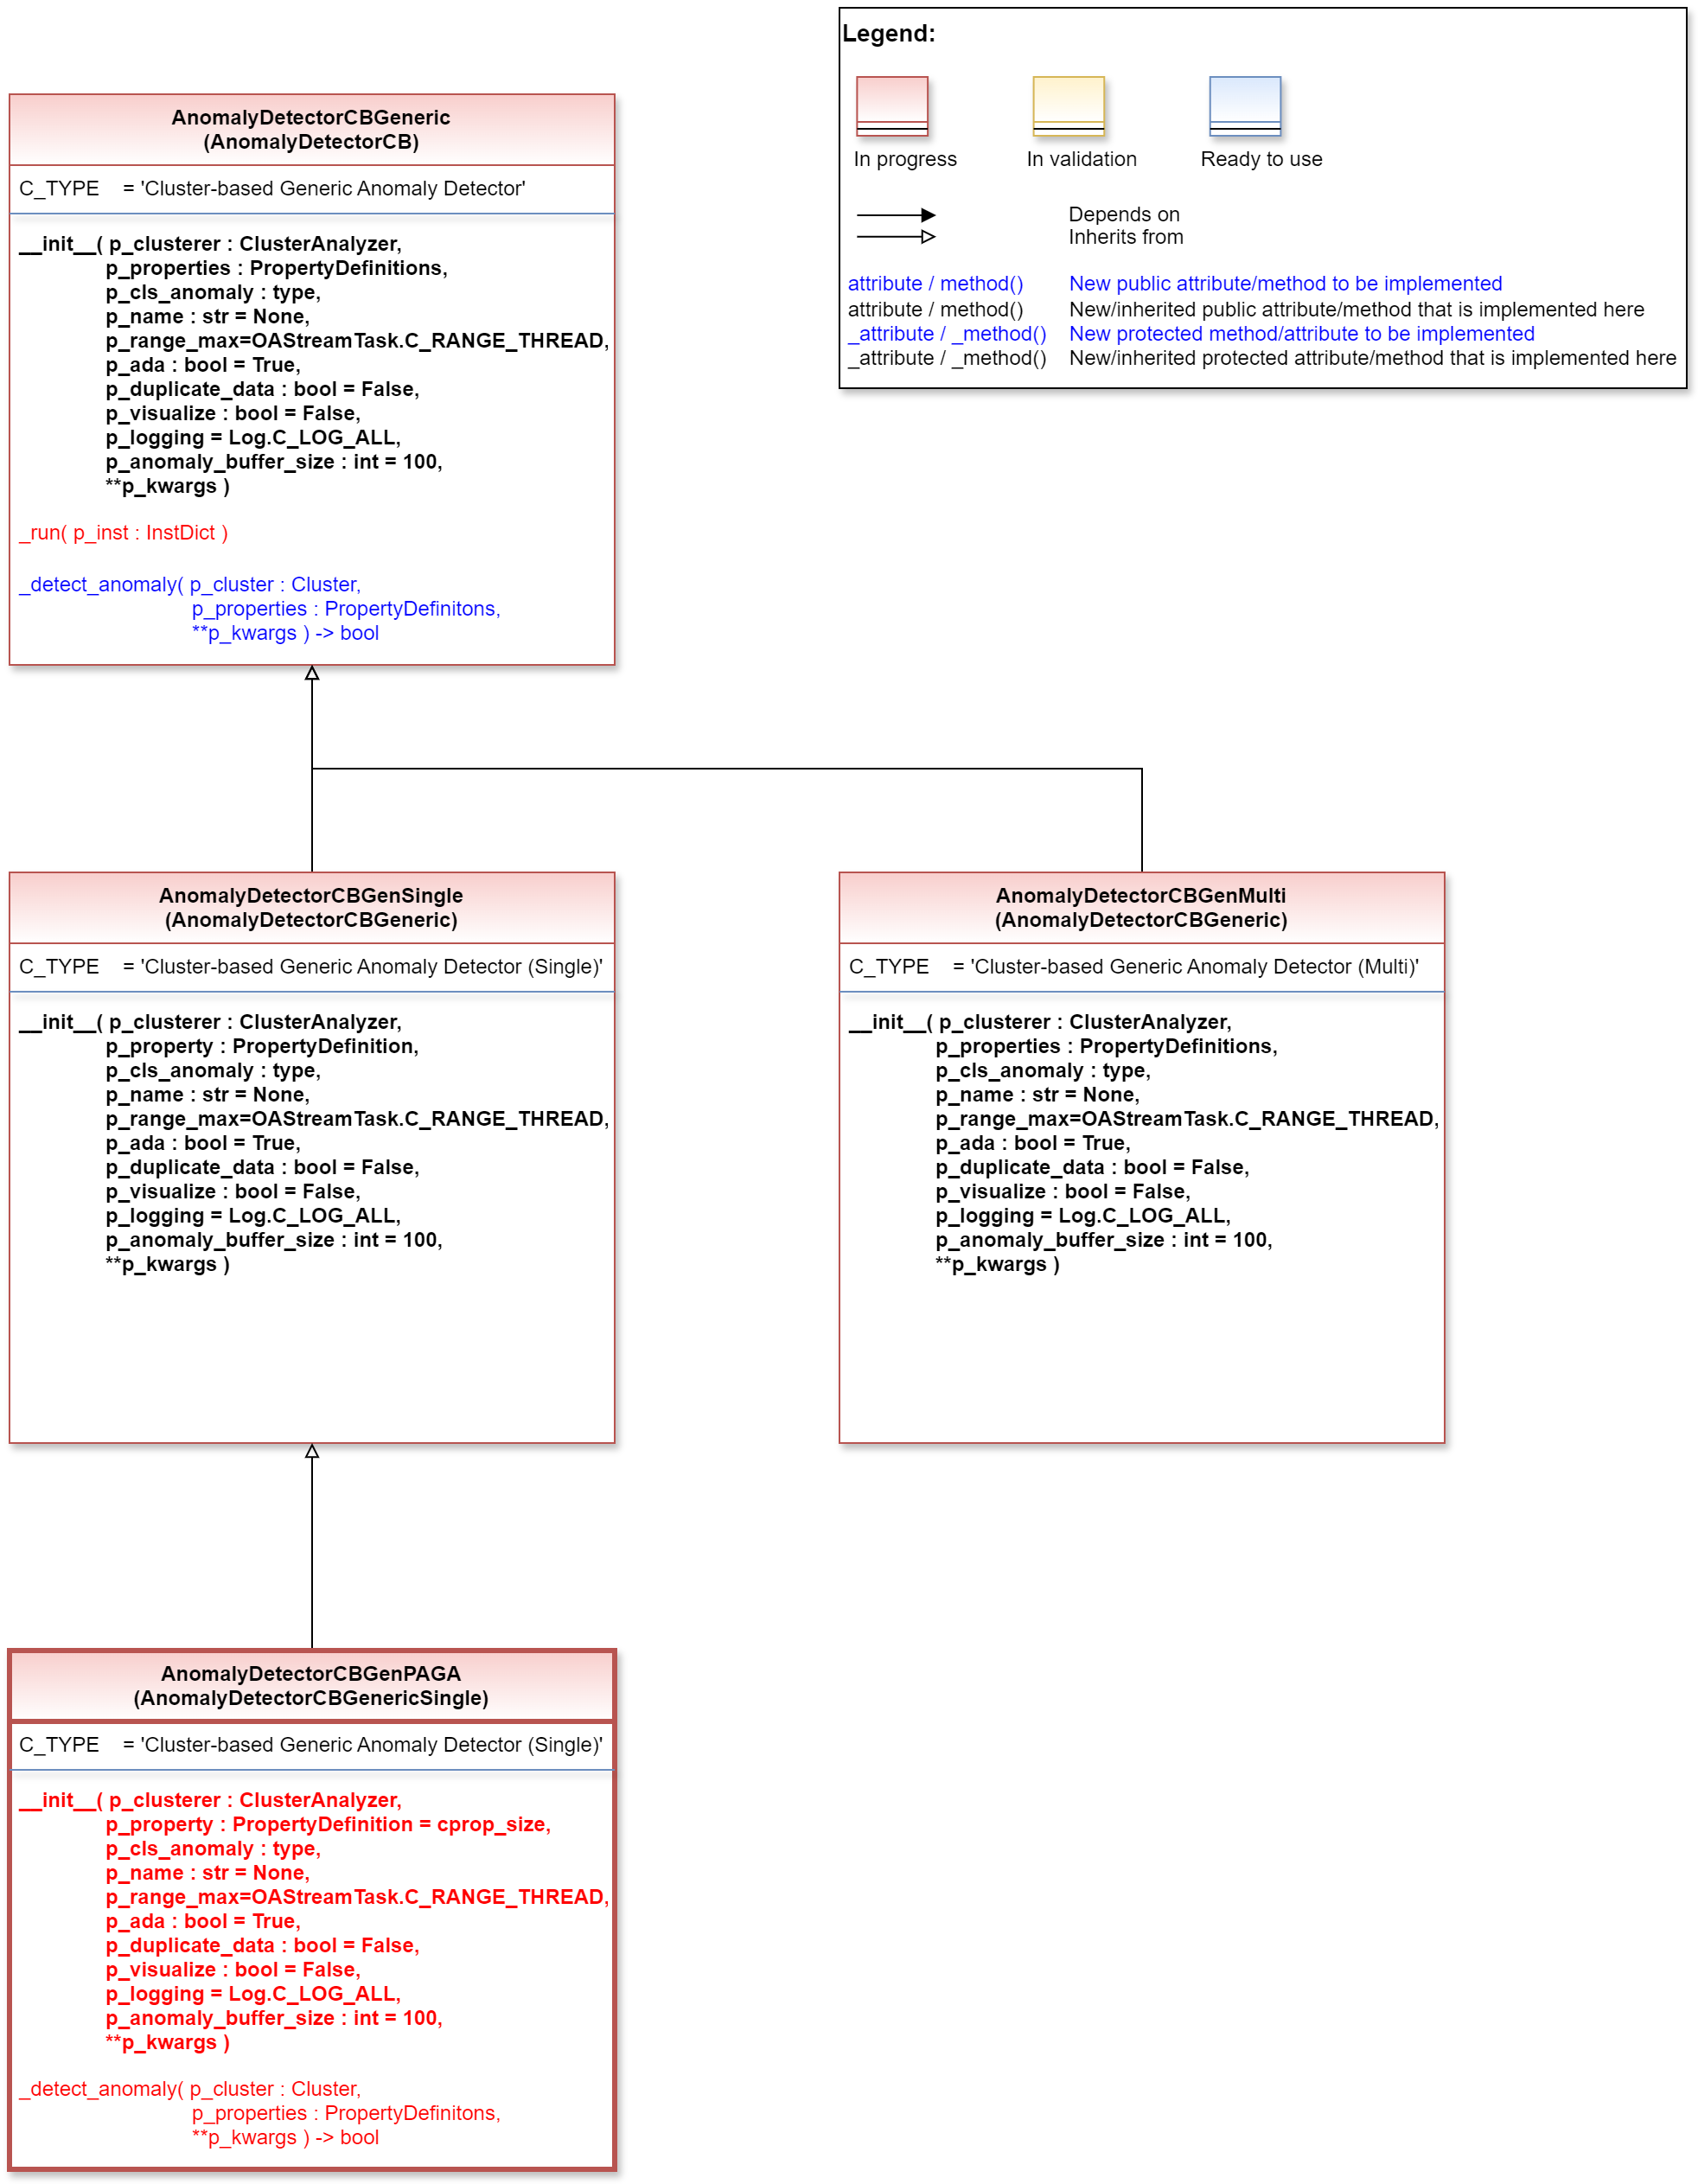 Legend:
In progress
In validation
Ready to use
Depends on
Inherits from
attribute / method() New public attribute/method to be implemented
attribute / method() New/inherited public attribute/method that is implemented here
_attribute / _method() New protected method/attribute to be implemented
_attribute / _method() New/inherited protected attribute/method that is implemented here
AnomalyDetectorCBGeneric
(AnomalyDetectorCB)
C_TYPE = 'Cluster-based Generic Anomaly Detector'
__init__( p_clusterer : ClusterAnalyzer,
p_properties : PropertyDefinitions,
p_cls_anomaly : type,
p_name : str = None,
p_range_max=OAStreamTask.C_RANGE_THREAD,
p_ada : bool = True,
p_duplicate_data : bool = False,
p_visualize : bool = False,
p_logging = Log.C_LOG_ALL,
p_anomaly_buffer_size : int = 100,
**p_kwargs )
_run( p_inst : InstDict )
_detect_anomaly( p_cluster : Cluster,
p_properties : PropertyDefinitons,
**p_kwargs ) -> bool
AnomalyDetectorCBGenSingle
(AnomalyDetectorCBGeneric)
C_TYPE = 'Cluster-based Generic Anomaly Detector (Single)'
__init__( p_clusterer : ClusterAnalyzer,
p_property : PropertyDefinition,
p_cls_anomaly : type,
p_name : str = None,
p_range_max=OAStreamTask.C_RANGE_THREAD,
p_ada : bool = True,
p_duplicate_data : bool = False,
p_visualize : bool = False,
p_logging = Log.C_LOG_ALL,
p_anomaly_buffer_size : int = 100,
**p_kwargs )
AnomalyDetectorCBGenMulti
(AnomalyDetectorCBGeneric)
C_TYPE = 'Cluster-based Generic Anomaly Detector (Multi)'
__init__( p_clusterer : ClusterAnalyzer,
p_properties : PropertyDefinitions,
p_cls_anomaly : type,
p_name : str = None,
p_range_max=OAStreamTask.C_RANGE_THREAD,
p_ada : bool = True,
p_duplicate_data : bool = False,
p_visualize : bool = False,
p_logging = Log.C_LOG_ALL,
p_anomaly_buffer_size : int = 100,
**p_kwargs )
AnomalyDetectorCBGenPAGA
(AnomalyDetectorCBGenericSingle)
C_TYPE = 'Cluster-based Generic Anomaly Detector (Single)'
__init__( p_clusterer : ClusterAnalyzer,
p_property : PropertyDefinition = cprop_size,
p_cls_anomaly : type,
p_name : str = None,
p_range_max=OAStreamTask.C_RANGE_THREAD,
p_ada : bool = True,
p_duplicate_data : bool = False,
p_visualize : bool = False,
p_logging = Log.C_LOG_ALL,
p_anomaly_buffer_size : int = 100,
**p_kwargs )
_detect_anomaly( p_cluster : Cluster,
p_properties : PropertyDefinitons,
**p_kwargs ) -> bool